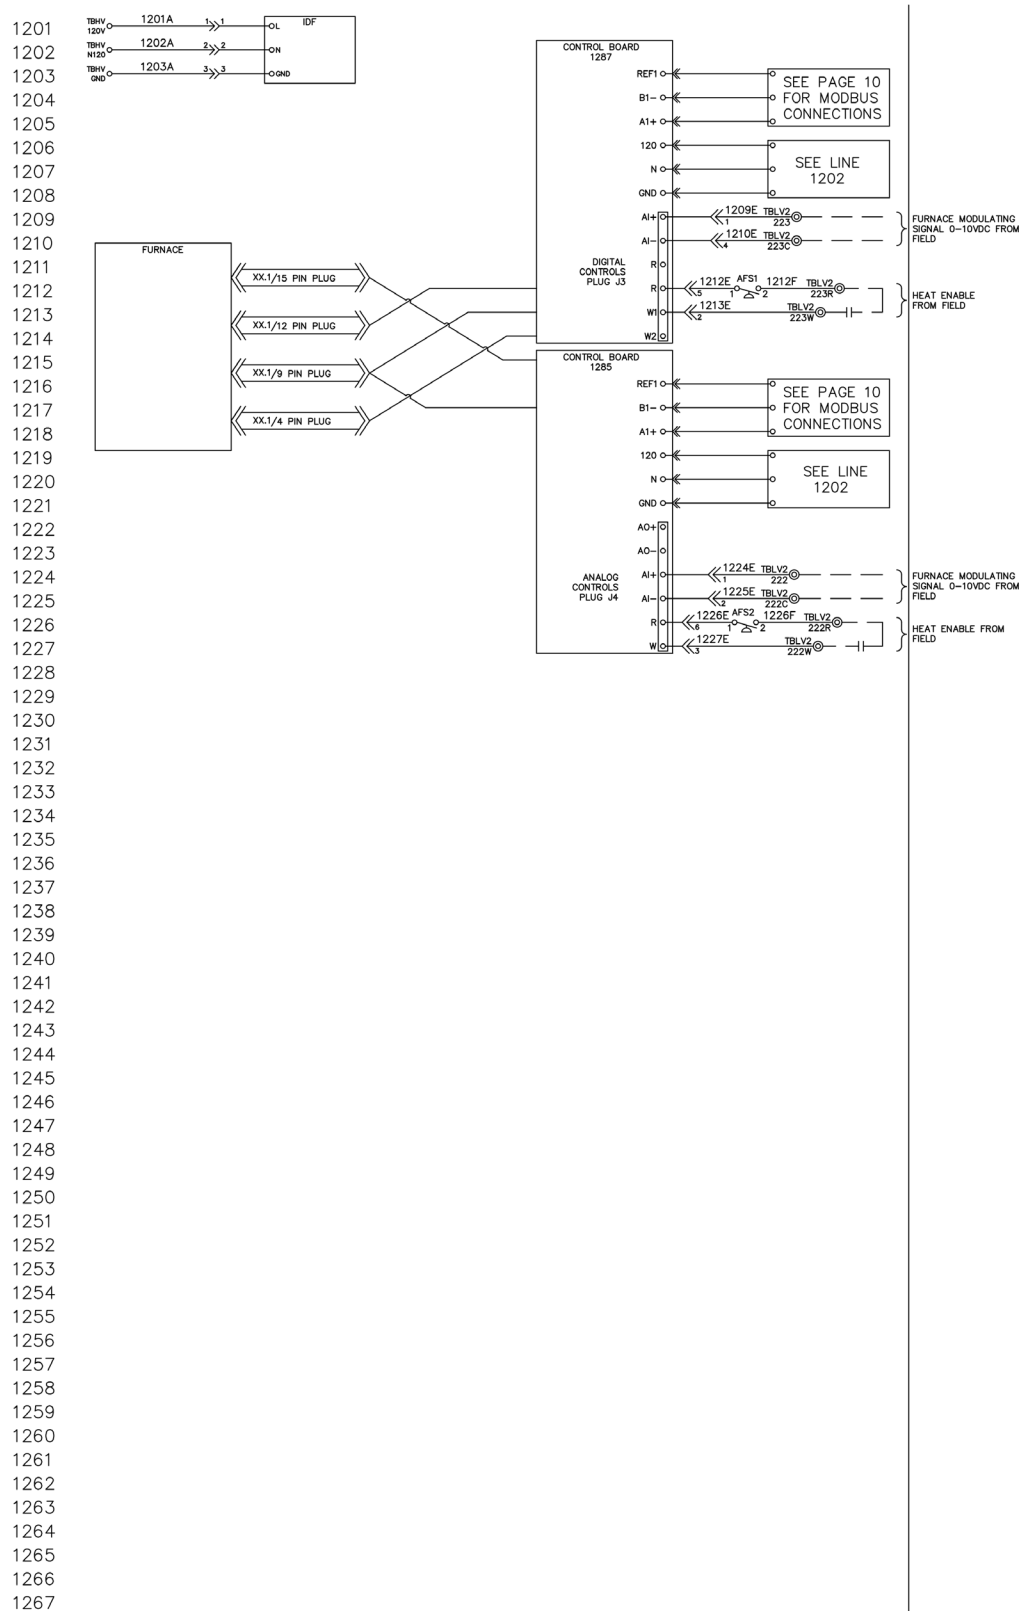 1201 TBHV 120V 1201A 1 1 L IDF
1202 TBHV N120 1202A 2 2 N
1203 TBHV GND 1203A 3 3 GND
CONTROL BOARD
1287
REF1
SEE PAGE 10
1204 B1- FOR MODBUS
CONNECTIONS
1205 A1+
1206 120
1207 N SEE LINE
1202
1208 GND
1209 AI+ 1209E 1 TBLV2 223 FURNACE MODULATING
SIGNAL 0-10VDC FROM
FIELD
1210 FURNACE AI- 1210E 4 TBLV2 223C
1211 XX.1/15 PIN PLUG DIGITAL
CONTROLS
PLUG J3
R
1212 R 1212E 5 AFS1 1 2 1212F TBLV2 223R HEAT ENABLE
FROM FIELD
1213 XX.1/12 PIN PLUG W1 1213E 2 TBLV2 223W
1214 W2
1215 XX.1/9 PIN PLUG CONTROL BOARD
1285
1216 REF1 SEE PAGE 10
1217 XX.1/4 PIN PLUG B1- FOR MODBUS
CONNECTIONS
1218 A1+
1219 120
1220 N SEE LINE
1202
1221 GND
1222 AO+
1223 AO-
1224 ANALOG
CONTROLS
PLUG J4
AI+ 1224E 1 TBLV2 222 FURNACE MODULATING
SIGNAL 0-10VDC FROM
FIELD
1225 AI- 1225E 2 TBLV2 222C
1226 R 1226E 6 AFS2 1 2 1226F TBLV2 222R HEAT ENABLE FROM
FIELD
1227 W 1227E 3 TBLV2 222W
1228
1229
1230
1231
1232
1233
1234
1235
1236
1237
1238
1239
1240
1241
1242
1243
1244
1245
1246
1247
1248
1249
1250
1251
1252
1253
1254
1255
1256
1257
1258
1259
1260
1261
1262
1263
1264
1265
1266
1267